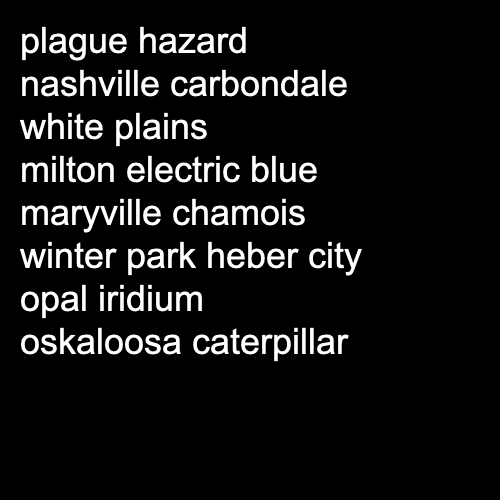 plague hazard
nashville carbondale
white plains
milton electric blue
maryville chamois
winter park heber city
opal iridium
oskaloosa caterpillar